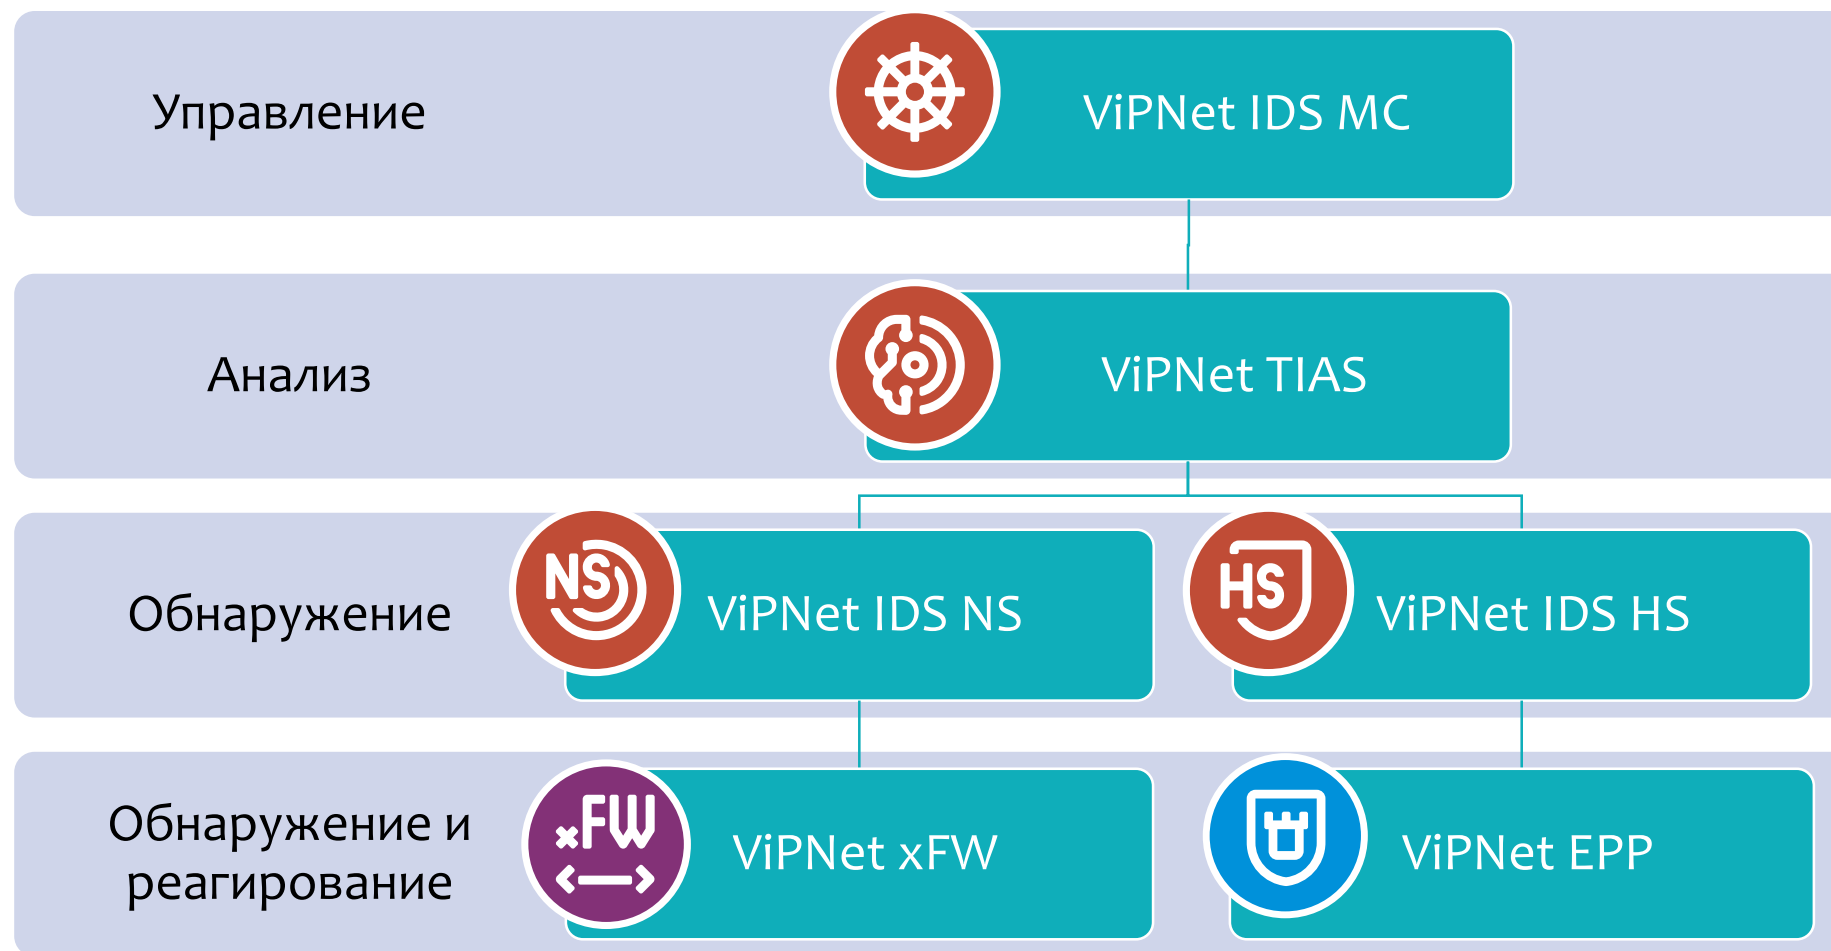 Управление
ViPNet IDS MC
Анализ
ViPNet TIAS
Обнаружение
NS
ViPNet IDS NS
HS
ViPNet IDS HS
Обнаружение и
реагирование
xFW
ViPNet xFW
ViPNet EPP